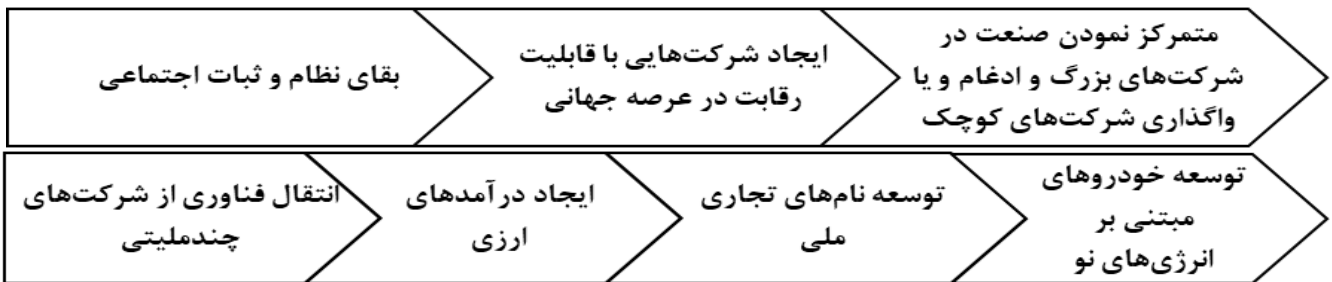 متمرکز نمودن صنعت در
شرکت‌های بزرگ و ادغام و یا
واگذاری شرکت‌های کوچک
ایجاد شرکت‌هایی با قابلیت
رقابت در عرصه جهانی
بقای نظام و ثبات اجتماعی
توسعه خودروهای
مبتنی بر
انرژی‌های نو
توسعه نام‌های تجاری
ملی
ایجاد درآمدهای
ارزی
انتقال فناوری از شرکت‌های
چندملیتی